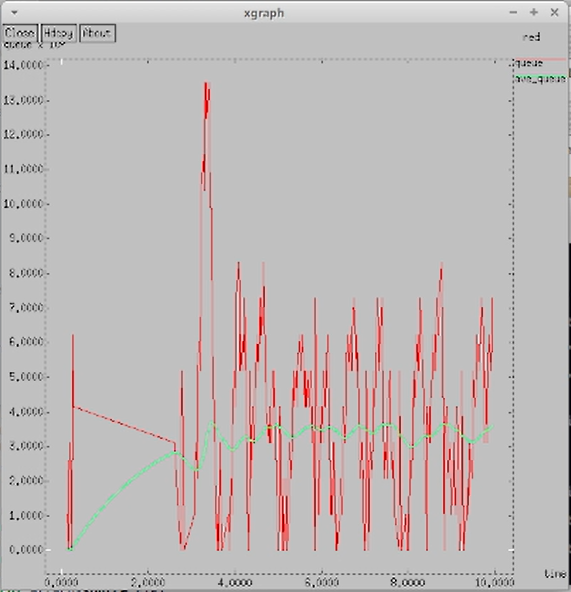 xgraph
Close Hdcpy About
red
queue
ave_queue
14.0000
13.0000
12.0000
11.0000
10.0000
9.0000
8.0000
7.0000
6.0000
5.0000
4.0000
3.0000
2.0000
1.0000
0.0000
time
0.0000 2.0000 4.0000 6.0000 8.0000 10.0000